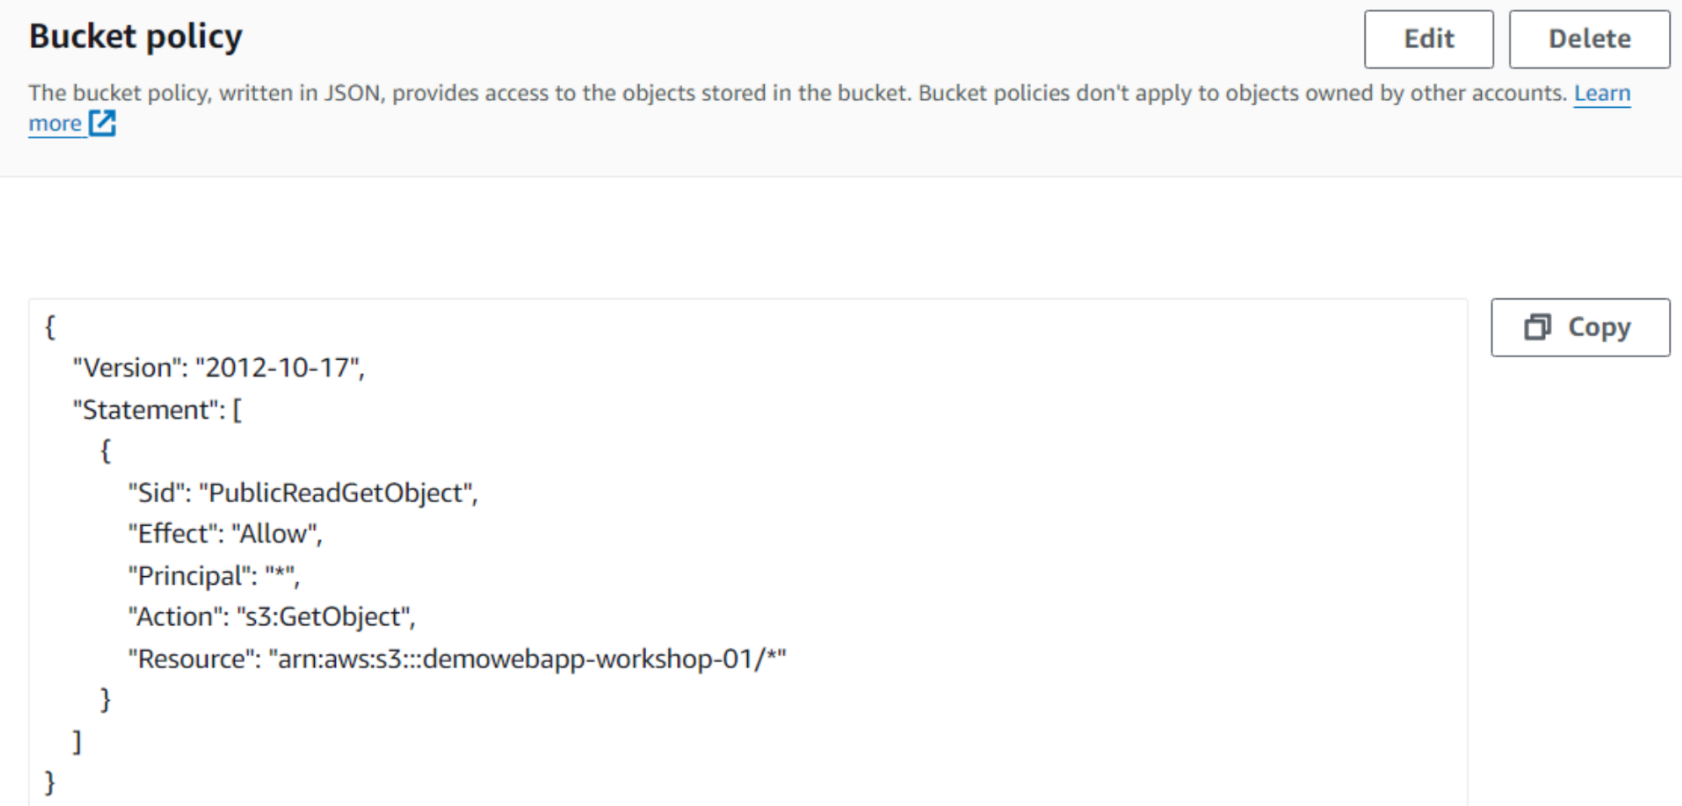 Bucket policy
Edit
Delete
The bucket policy, written in JSON, provides access to the objects stored in the bucket. Bucket policies don't apply to objects owned by other accounts. Learn
more
Copy
{
"Version": "2012-10-17",
"Statement": [
{
"Sid": "PublicReadGetObject",
"Effect": "Allow",
"Principal": "*",
"Action": "s3:GetObject",
"Resource": "arn:aws:s3:::demowebapp-workshop-01/*"
}
]
}